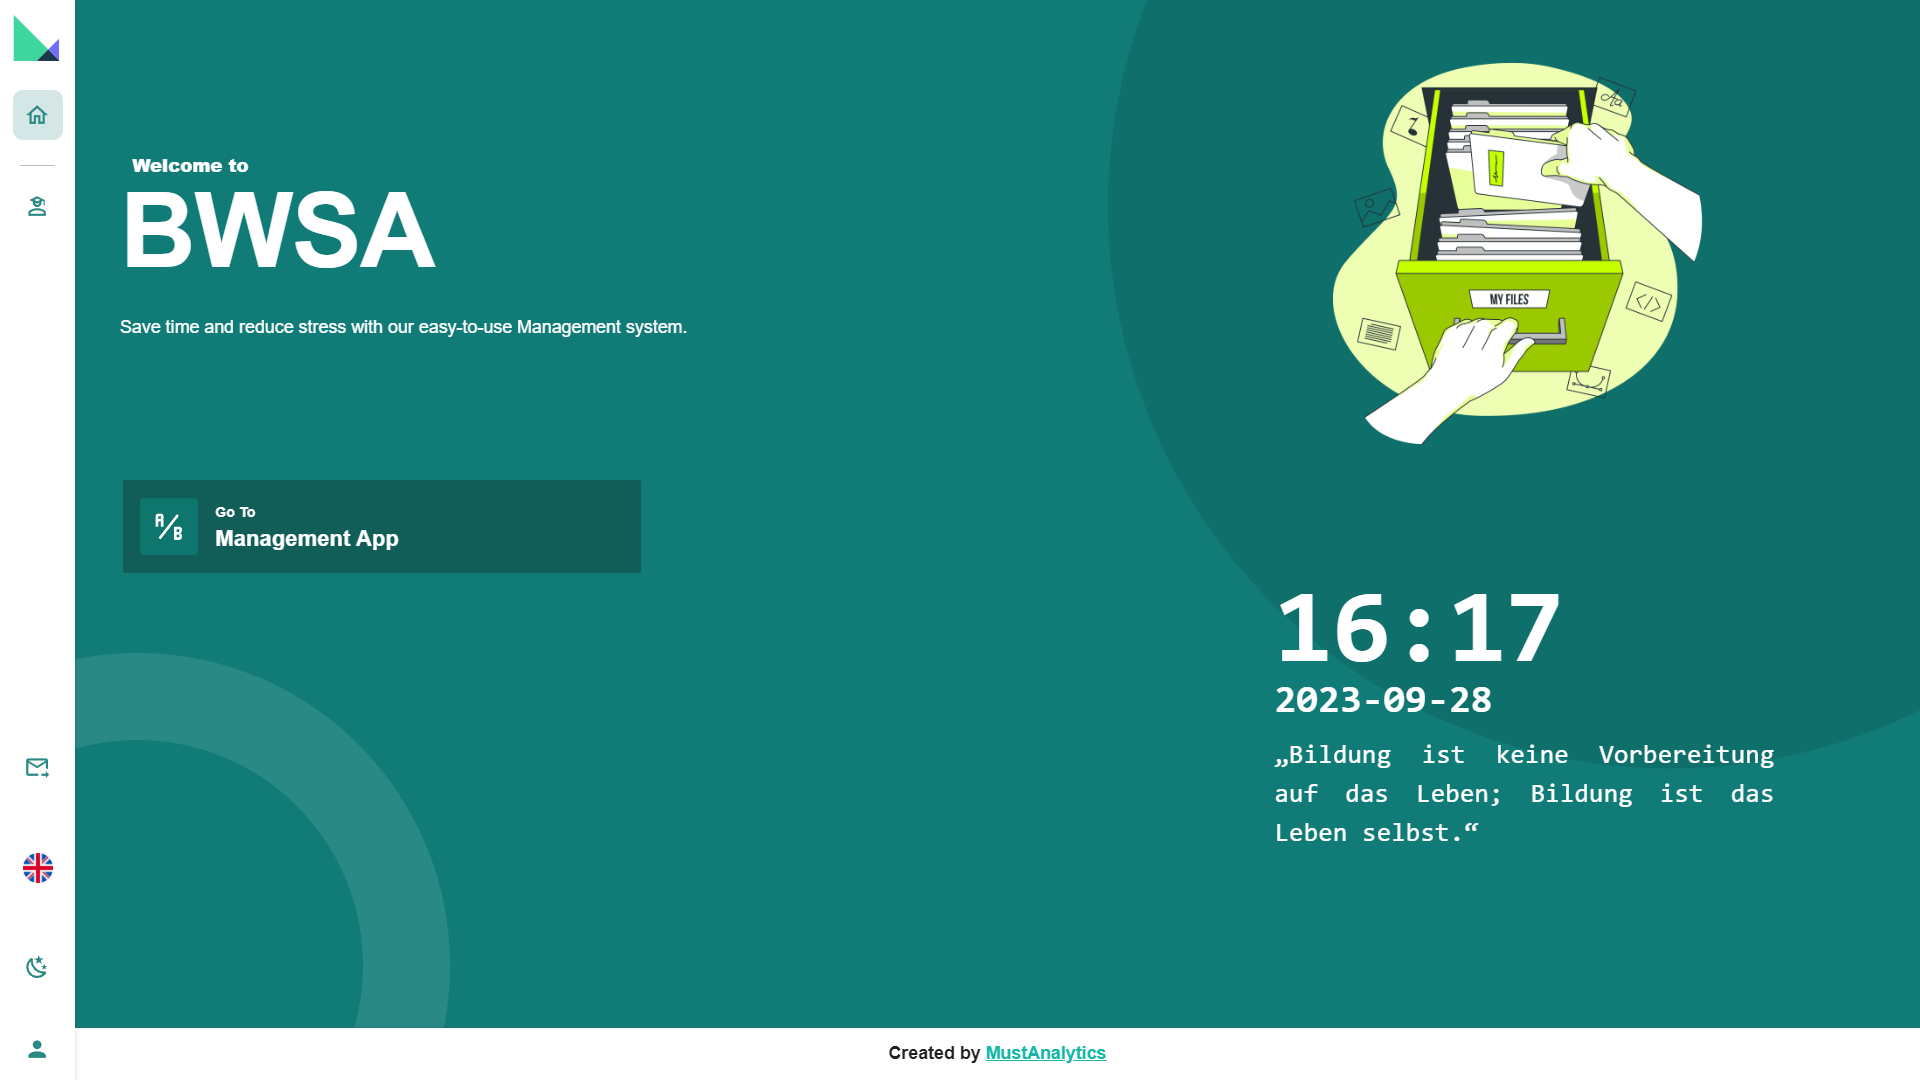 Welcome to
BWSA
Save time and reduce stress with our easy-to-use Management system.
A/B
Go To
Management App
Aa
</>
MY FILES
16:17
2023-09-28
„Bildung ist keine Vorbereitung
auf das Leben; Bildung ist das
Leben selbst.“
Created by MustAnalytics